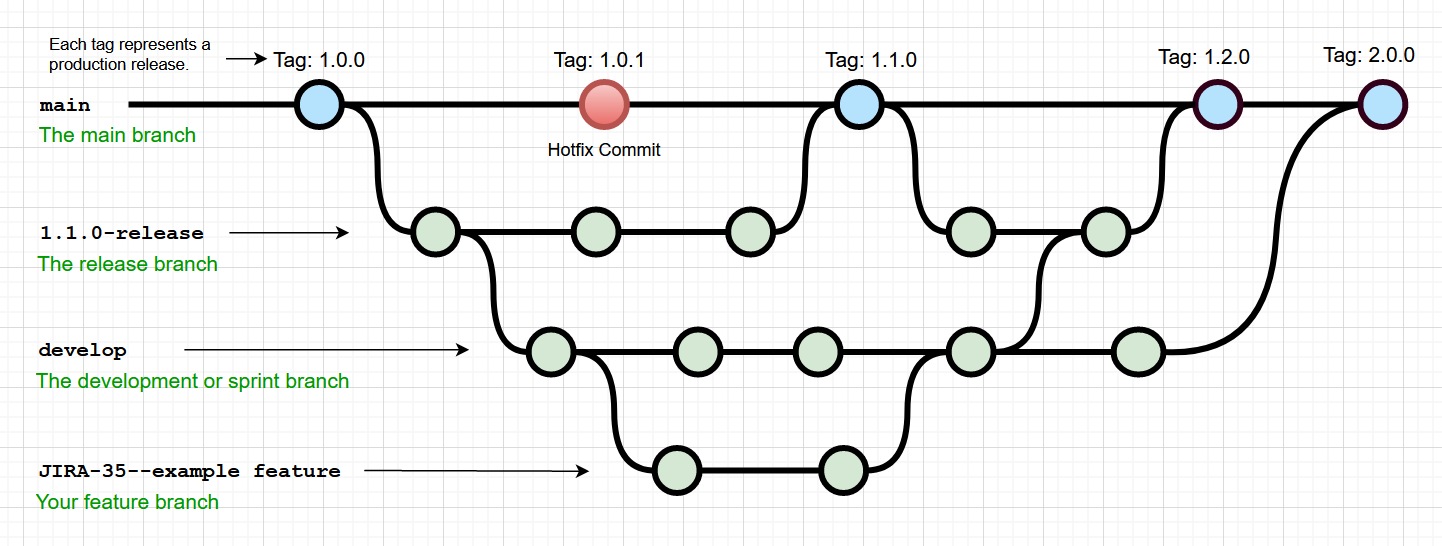 Each tag represents a
production release.
Tag: 1.0.0
Tag: 1.0.1
Tag: 1.1.0
Tag: 1.2.0
Tag: 2.0.0
main
The main branch
Hotfix Commit
1.1.0-release
The release branch
develop
The development or sprint branch
JIRA-35--example feature
Your feature branch